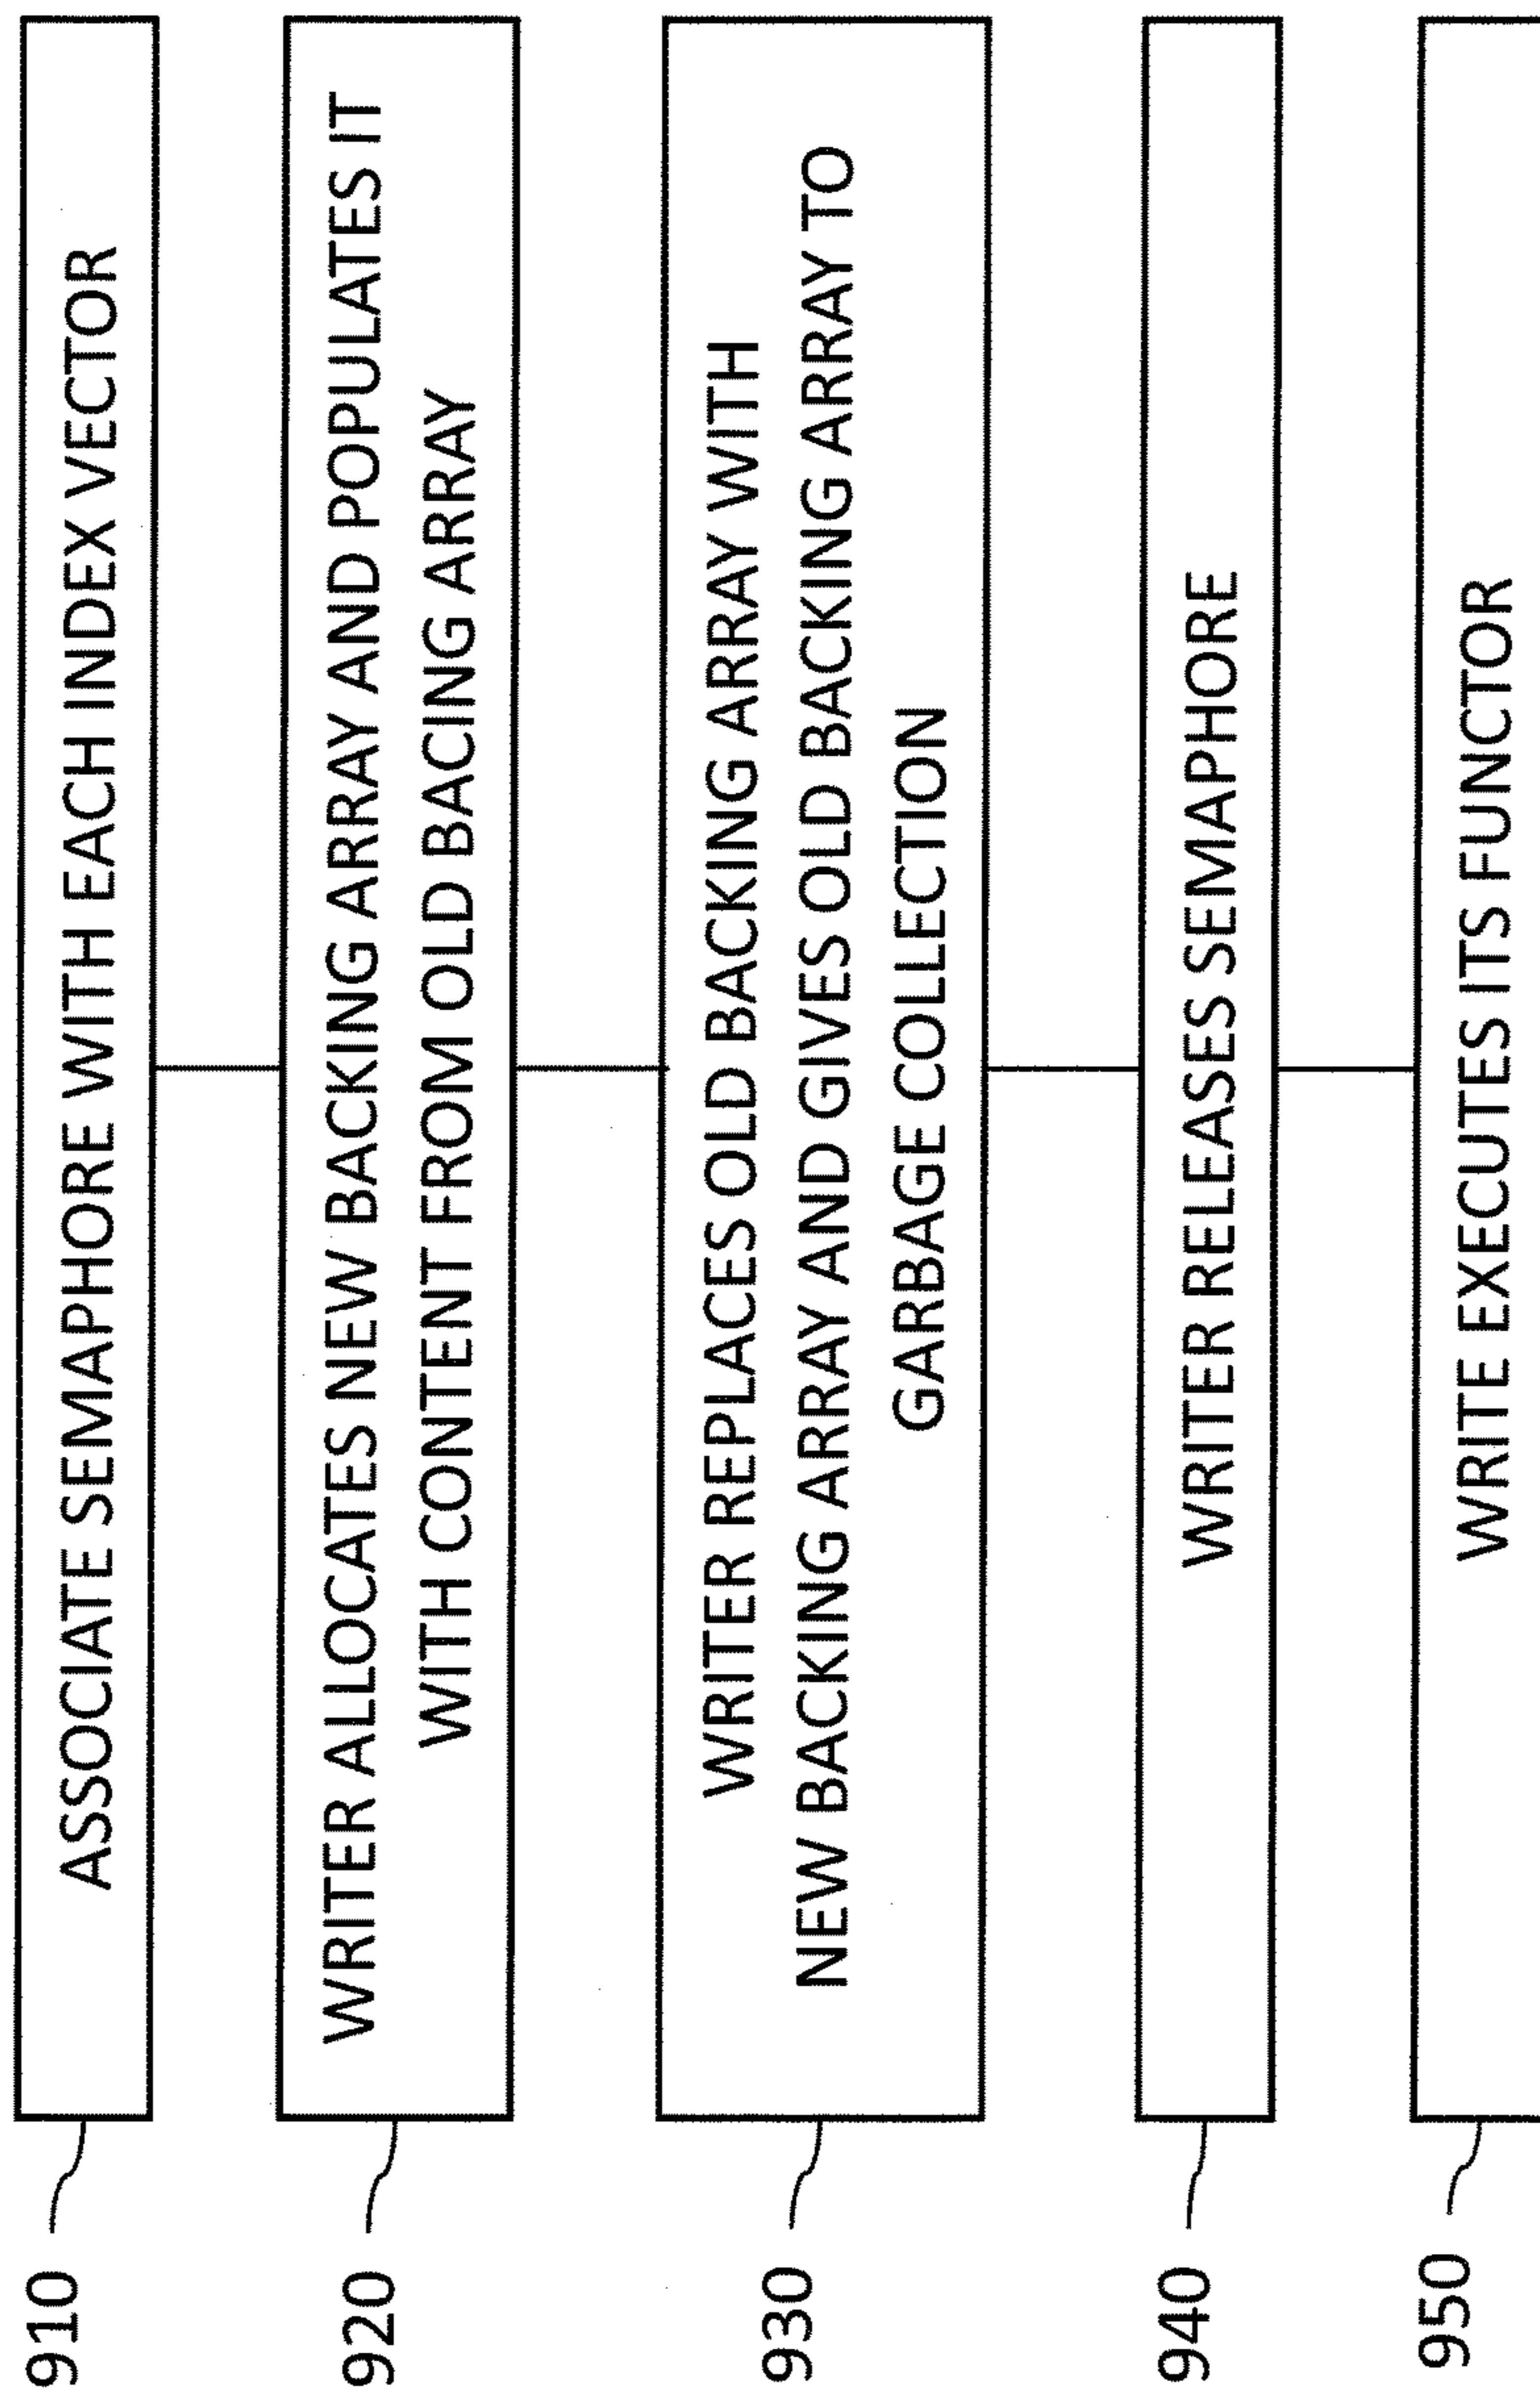 910
ASSOCIATE SEMAPHORE WITH EACH INDEX VECTOR
920
WRITER ALLOCATES NEW BACKING ARRAY AND POPULATES IT
WITH CONTENT FROM OLD BACING ARRAY
930
WRITER REPLACES OLD BACKING ARRAY WITH
NEW BACKING ARRAY AND GIVES OLD BACKING ARRAY TO
GARBAGE COLLECTION
940
WRITER RELEASES SEMAPHORE
950
WRITE EXECUTES ITS FUNCTOR